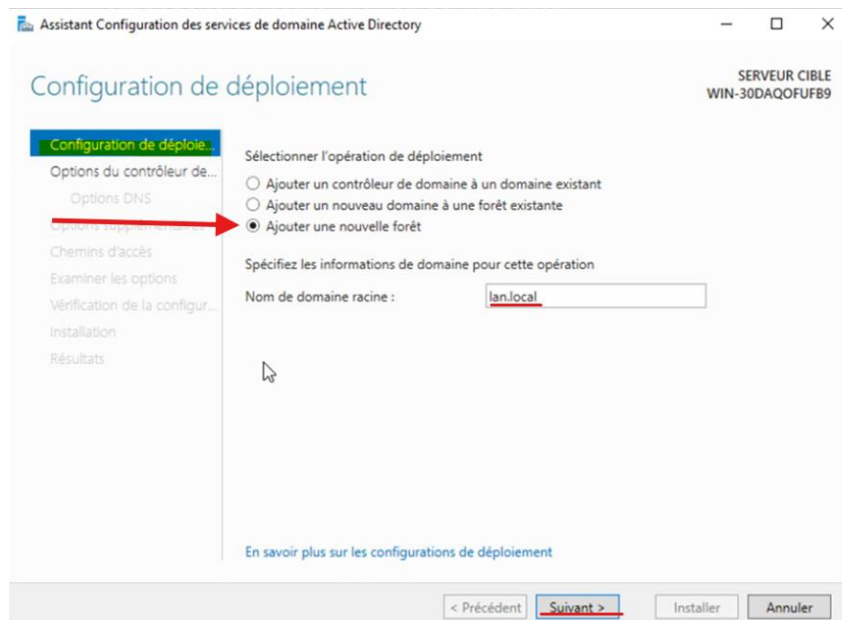 Assistant Configuration des services de domaine Active Directory
Configuration de déploiement
SERVEUR CIBLE
WIN-30DAQOFUFB9
Configuration de déploie...
Options du contrôleur de...
Options DNS
Options supplémentaires
Chemins d'accès
Examiner les options
Vérification de la configur...
Installation
Résultats
Sélectionner l'opération de déploiement
Ajouter un contrôleur de domaine à un domaine existant
Ajouter un nouveau domaine à une forêt existante
Ajouter une nouvelle forêt
Spécifiez les informations de domaine pour cette opération
Nom de domaine racine :
lan.local
En savoir plus sur les configurations de déploiement
< Précédent
Suivant >
Installer
Annuler